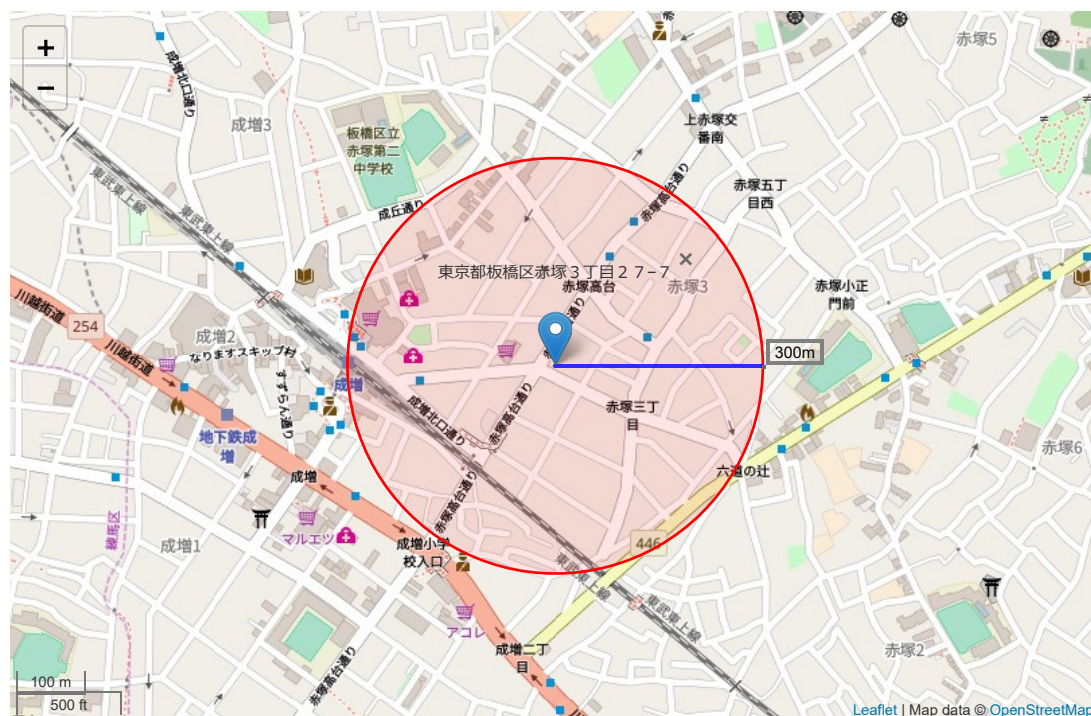 +
−
成増北口通り
成増3
板橋区立
赤塚第二
中学校
赤塚5
上赤塚交
番南
赤塚高台通り
赤塚五丁
目西
東武東上線
東武東上線
成丘通り
東京都板橋区赤塚3丁目27-7
赤塚高台
赤塚3
赤塚小正
門前
川越街道
254
成増2
なりますスキップ村
川越街道
すずらん通り
成増
300m
地下鉄成
増
成増北口通り
赤塚高台通り
赤塚三丁
目
六道の辻
赤塚6
成増
赤塚高台通り
練馬区
成増1
マルエツ
成増小学
校入口
446
東武東上線
東武東上線
アコレ
成増二丁
目
赤塚2
赤塚高台通り
100 m
500 ft
Leaflet | Map data © OpenStreetMap